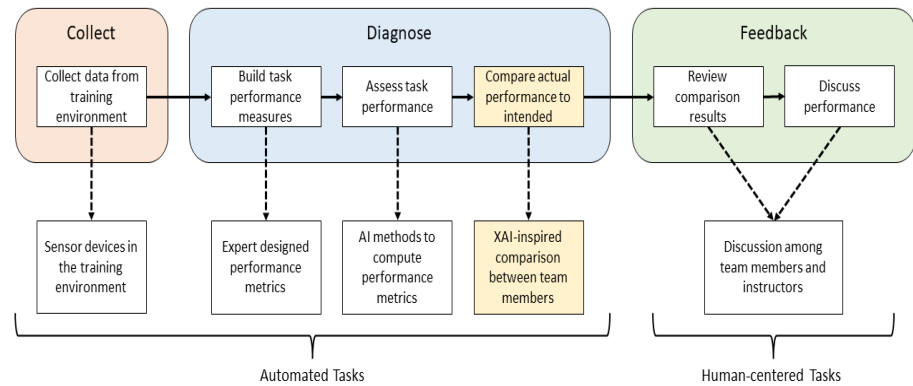 Collect
Diagnose
Feedback
Collect data from
training
environment
Build task
performance
measures
Assess task
performance
Compare actual
performance to
intended
Review
comparison
results
Discuss
performance
Sensor devices in
the training
environment
Expert designed
performance
metrics
AI methods to
compute
performance
metrics
XAI-inspired
comparison
between team
members
Discussion among
team members and
instructors
Automated Tasks
Human-centered Tasks